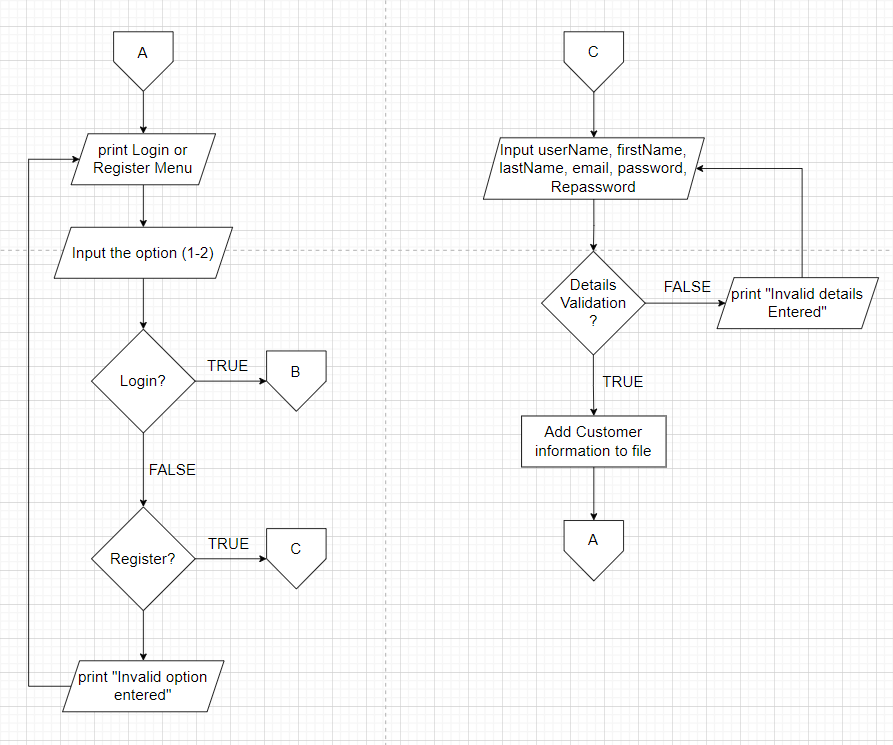 A
print Login or
Register Menu
Input the option (1-2)
Login?
TRUE
B
FALSE
Register?
TRUE
C
print "Invalid option
entered"
C
Input userName, firstName,
lastName, email, password,
Repassword
Details
Validation
?
FALSE
print "Invalid details
Entered"
TRUE
Add Customer
information to file
A